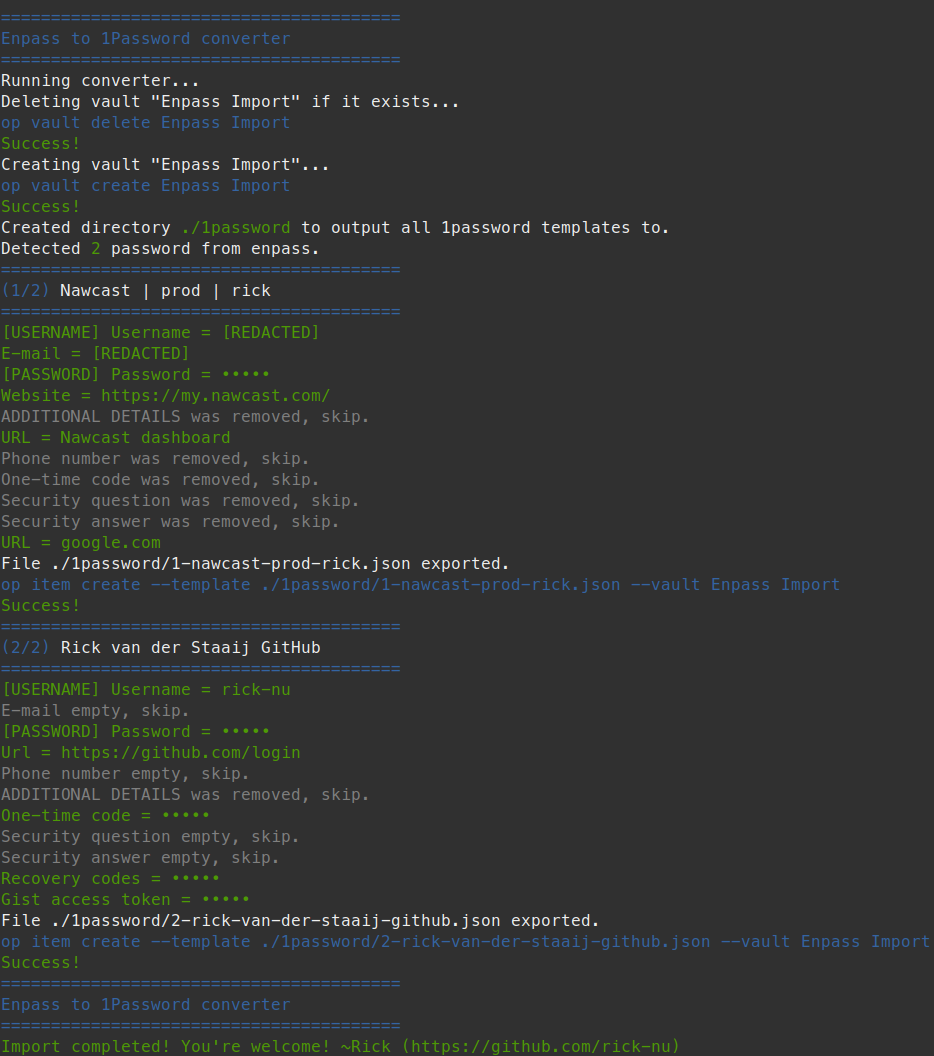 ========================================
Enpass to 1Password converter
========================================
Running converter...
Deleting vault "Enpass Import" if it exists...
op vault delete Enpass Import
Success!
Creating vault "Enpass Import"...
op vault create Enpass Import
Success!
Created directory ./1password to output all 1password templates to.
Detected 2 password from enpass.
========================================
(1/2) Nawcast | prod | rick
========================================
[USERNAME] Username = [REDACTED]
E-mail = [REDACTED]
[PASSWORD] Password = •••••
Website = https://my.nawcast.com/
ADDITIONAL DETAILS was removed, skip.
URL = Nawcast dashboard
Phone number was removed, skip.
One-time code was removed, skip.
Security question was removed, skip.
Security answer was removed, skip.
URL = google.com
File ./1password/1-nawcast-prod-rick.json exported.
op item create --template ./1password/1-nawcast-prod-rick.json --vault Enpass Import
Success!
========================================
(2/2) Rick van der Staaij GitHub
========================================
[USERNAME] Username = rick-nu
E-mail empty, skip.
[PASSWORD] Password = •••••
Url = https://github.com/login
Phone number empty, skip.
ADDITIONAL DETAILS was removed, skip.
One-time code = •••••
Security question empty, skip.
Security answer empty, skip.
Recovery codes = •••••
Gist access token = •••••
File ./1password/2-rick-van-der-staaij-github.json exported.
op item create --template ./1password/2-rick-van-der-staaij-github.json --vault Enpass Import
Success!
========================================
Enpass to 1Password converter
========================================
Import completed! You're welcome! ~Rick (https://github.com/rick-nu)